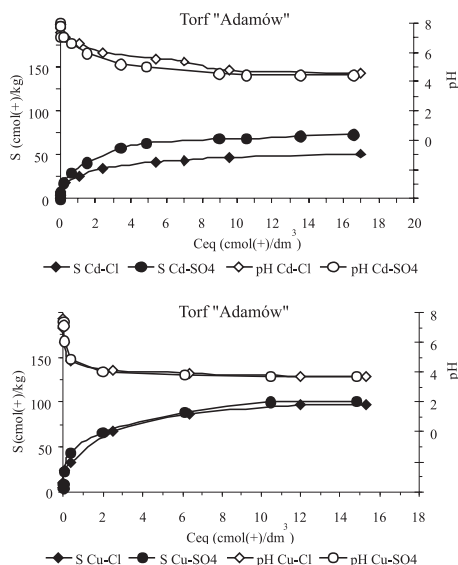 Torf "Adamów"
8
150
6
4
100
2
50
0
0
0 2 4 6 8 10 12 14 16 18 20
S (cmol(+)/kg)
pH
Ceq (cmol(+)/dm³)
S Cd-Cl S Cd-SO4 pH Cd-Cl pH Cd-SO4
Torf "Adamów"
8
6
150
4
100
2
50
0
0
0 2 4 6 8 10 12 14 16
S(cmol(+)/kg)
pH
Ceq (cmol(+)/dm³)
S Cu-Cl S Cu-SO4 pH Cu-Cl pH Cu-SO4